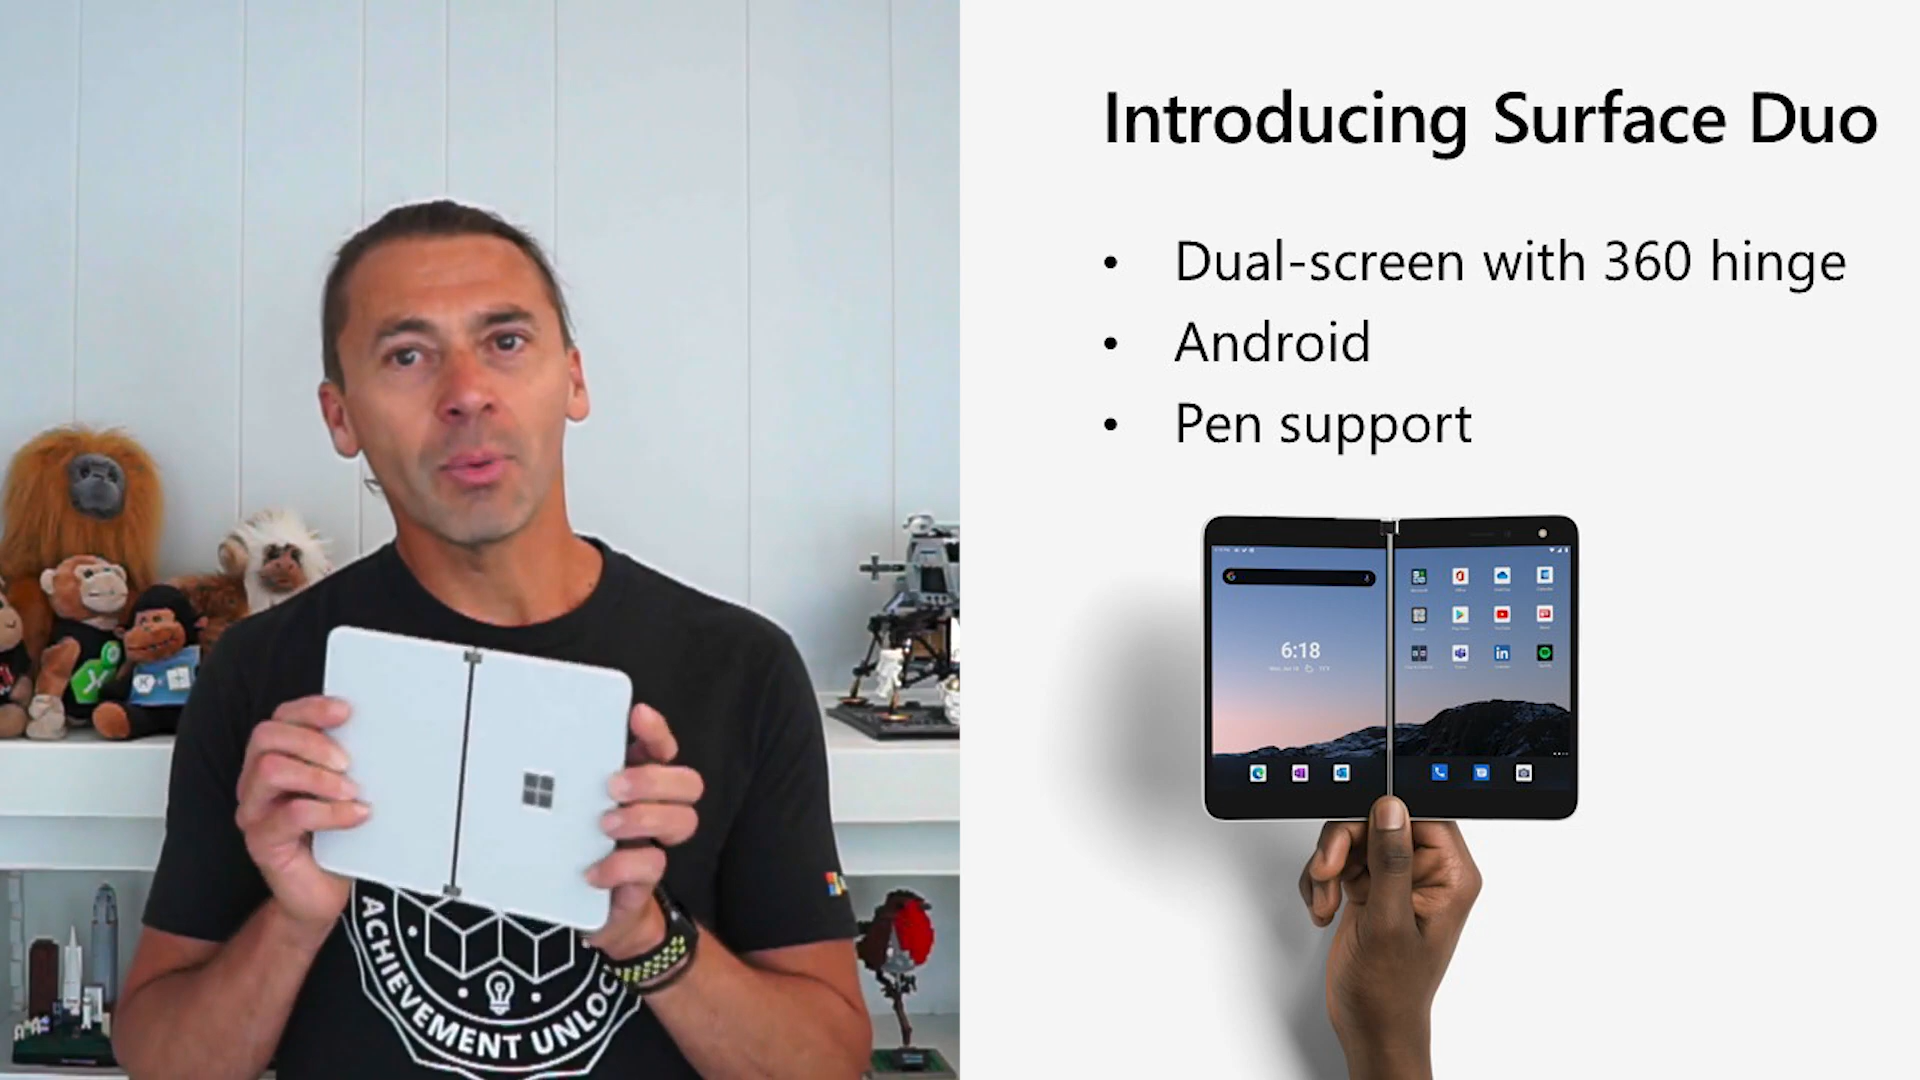 Introducing Surface Duo
• Dual-screen with 360 hinge
• Android
• Pen support
6:18
ACHIEVEMENT UNLOC